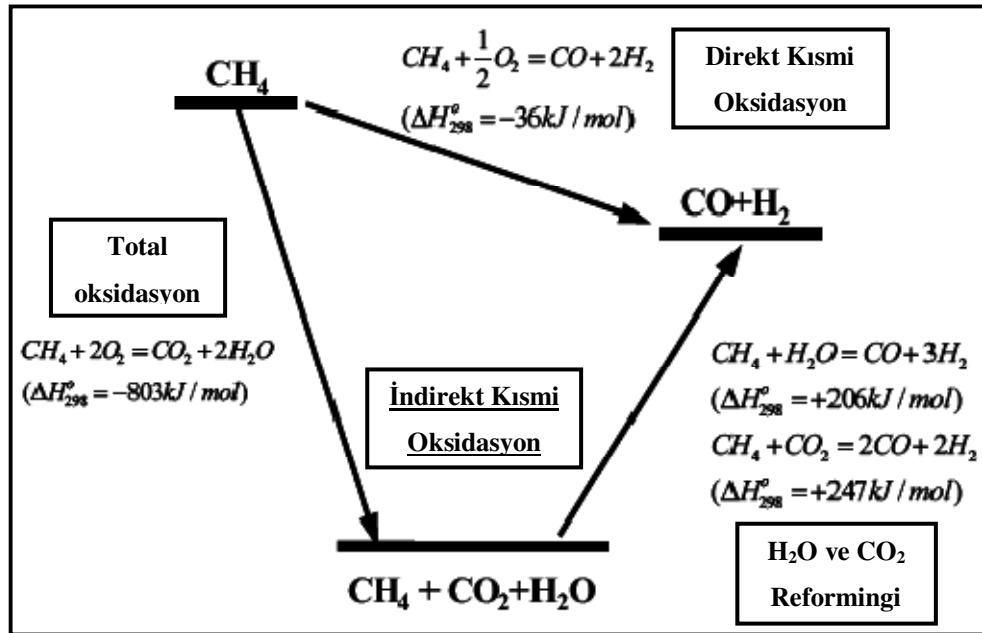 CH₄
CH₄ + 1/2 O₂ = CO + 2H₂
(ΔH°₂₉₈ = −36kJ / mol)
Direkt Kısmi
Oksidasyon
CO+H₂
Total
oksidasyon
CH₄ + 2O₂ = CO₂ + 2H₂O
(ΔH°₂₉₈ = −803kJ / mol)
İndirekt Kısmi
Oksidasyon
CH₄ + H₂O = CO + 3H₂
(ΔH°₂₉₈ = +206kJ / mol)
CH₄ + CO₂ = 2CO + 2H₂
(ΔH°₂₉₈ = +247kJ / mol)
H₂O ve CO₂
Reformingi
CH₄ + CO₂+H₂O